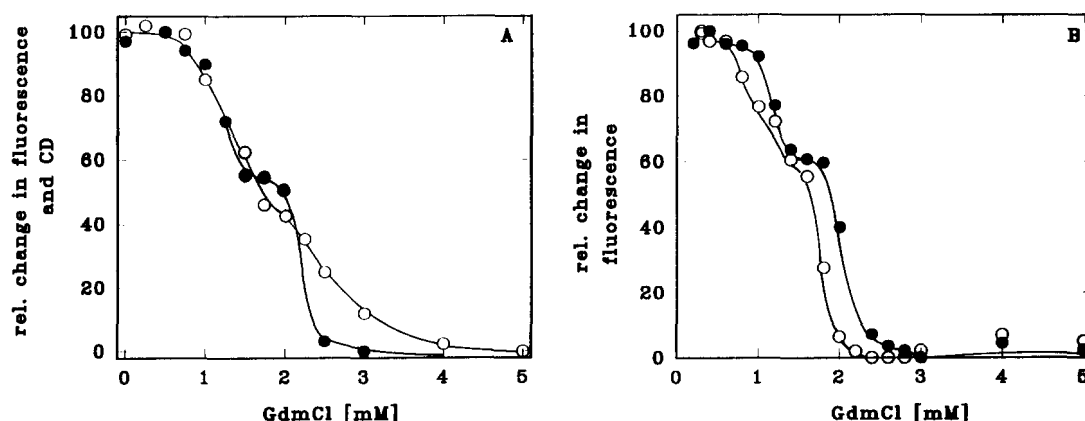 rel. change in fluorescence
and CD
A
100
80
60
40
20
0
0 1 2 3 4 5
GdmCl [mM]
rel. change in
fluorescence
B
100
80
60
40
20
0
0 1 2 3 4 5
GdmCl [mM]